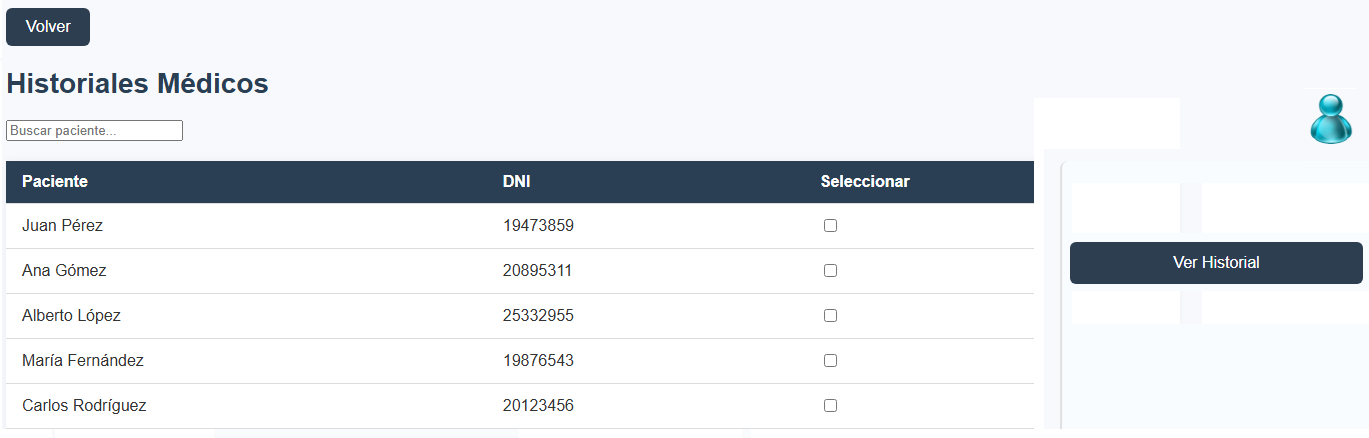 Volver
Historiales Médicos
Buscar paciente...
Paciente DNI Seleccionar
Juan Pérez 19473859
Ana Gómez 20895311
Ver Historial
Alberto López 25332955
María Fernández 19876543
Carlos Rodríguez 20123456